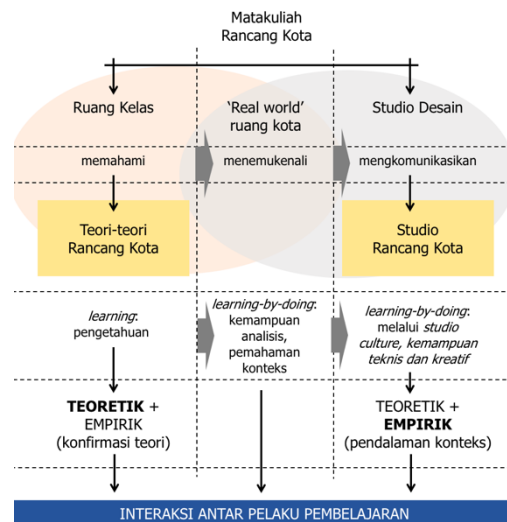 Matakuliah
Rancang Kota
Ruang Kelas
‘Real world’
ruang kota
Studio Desain
memahami
menemukenali
mengkomunikasikan
Teori-teori
Rancang Kota
Studio
Rancang Kota
learning:
pengetahuan
learning-by-doing:
kemampuan
analisis,
pemahaman
konteks
learning-by-doing:
melalui studio
culture, kemampuan
teknis dan kreatif
TEORETIK +
EMPIRIK
(konfirmasi teori)
TEORETIK +
EMPIRIK
(pendalaman konteks)
INTERAKSI ANTAR PELAKU PEMBELAJARAN